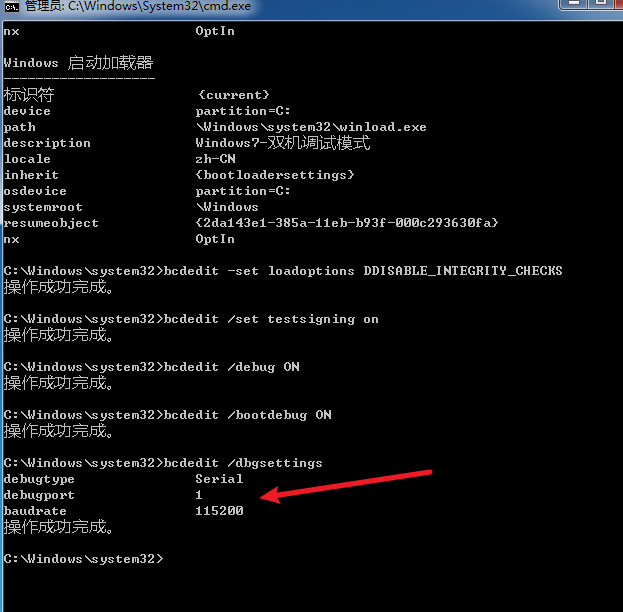 管理员: C:\Windows\System32\cmd.exe
nx OptIn
Windows 启动加载器
-------------------
标识符 {current}
device partition=C:
path \Windows\system32\winload.exe
description Windows7-双机调试模式
locale zh-CN
inherit {bootloadersettings}
osdevice partition=C:
systemroot \Windows
resumeobject {2da143e1-385a-11eb-b93f-000c293630fa}
nx OptIn
C:\Windows\system32>bcdedit -set loadoptions DDISABLE_INTEGRITY_CHECKS
操作成功完成。
C:\Windows\system32>bcdedit /set testsigning on
操作成功完成。
C:\Windows\system32>bcdedit /debug ON
操作成功完成。
C:\Windows\system32>bcdedit /bootdebug ON
操作成功完成。
C:\Windows\system32>bcdedit /dbgsettings
debugtype Serial
debugport 1
baudrate 115200
操作成功完成。
C:\Windows\system32>